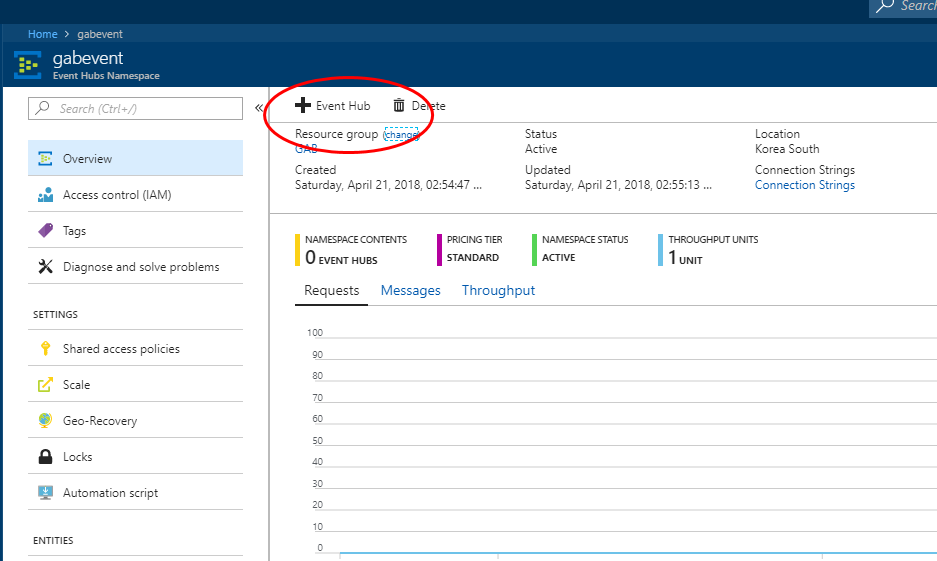 Search
Home > gabevent
gabevent
Event Hubs Namespace
Search (Ctrl+/)
«
Event Hub
Delete
Overview
Access control (IAM)
Tags
Diagnose and solve problems
SETTINGS
Shared access policies
Scale
Geo-Recovery
Locks
Automation script
ENTITIES
Resource group (change)
GAB
Status
Active
Location
Korea South
Created
Saturday, April 21, 2018, 02:54:47 ...
Updated
Saturday, April 21, 2018, 02:55:13 ...
Connection Strings
Connection Strings
NAMESPACE CONTENTS
0 EVENT HUBS
PRICING TIER
STANDARD
NAMESPACE STATUS
ACTIVE
THROUGHPUT UNITS
1 UNIT
Requests Messages Throughput
100
90
80
70
60
50
40
30
20
10
0